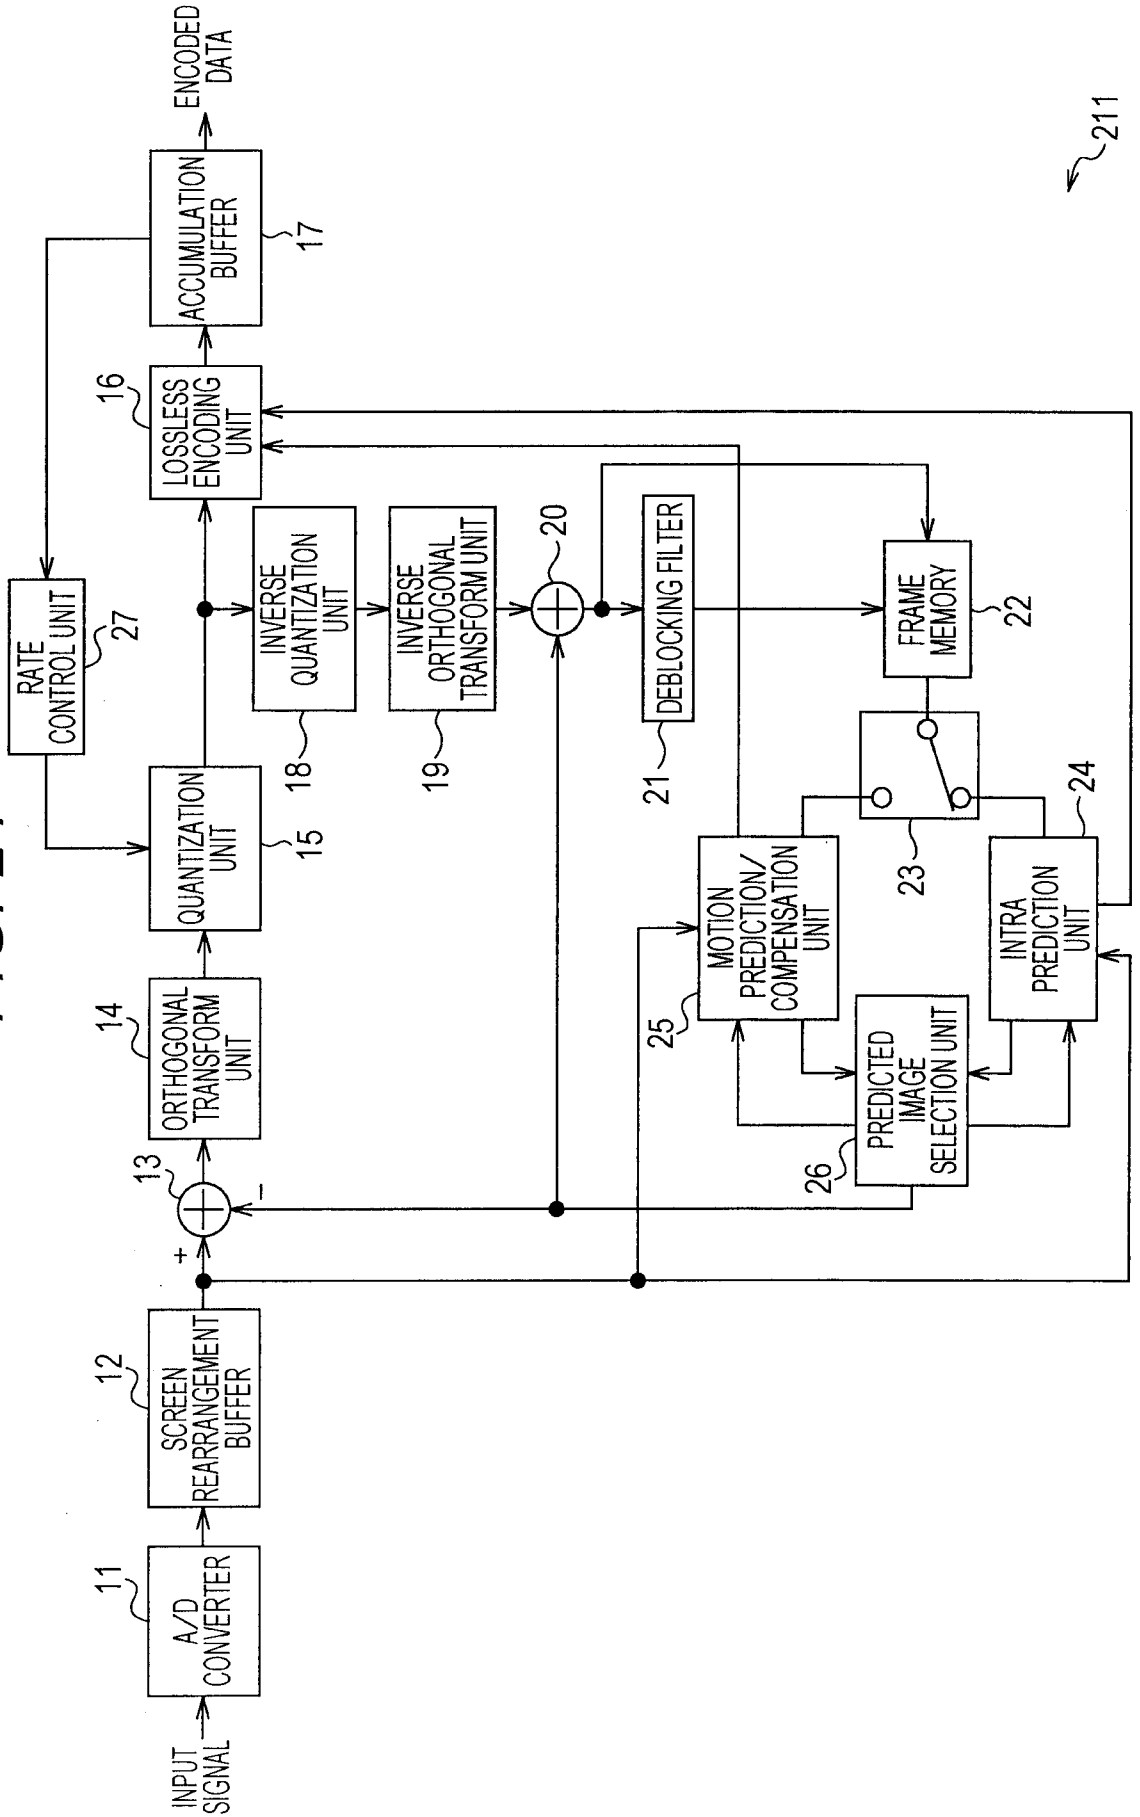 INPUT
SIGNAL
11
A/D
CONVERTER
12
SCREEN
REARRANGEMENT
BUFFER
+
-
13
14
ORTHOGONAL
TRANSFORM
UNIT
QUANTIZATION
UNIT
15
RATE
CONTROL UNIT
27
16
LOSSLESS
ENCODING
UNIT
ACCUMULATION
BUFFER
17
ENCODED
DATA
INVERSE
QUANTIZATION
UNIT
18
INVERSE
ORTHOGONAL
TRANSFORM UNIT
19
20
DEBLOCKING FILTER
21
FRAME
MEMORY
22
23
MOTION
PREDICTION/
COMPENSATION
UNIT
25
INTRA
PREDICTION
UNIT
24
PREDICTED
IMAGE
SELECTION UNIT
26
211